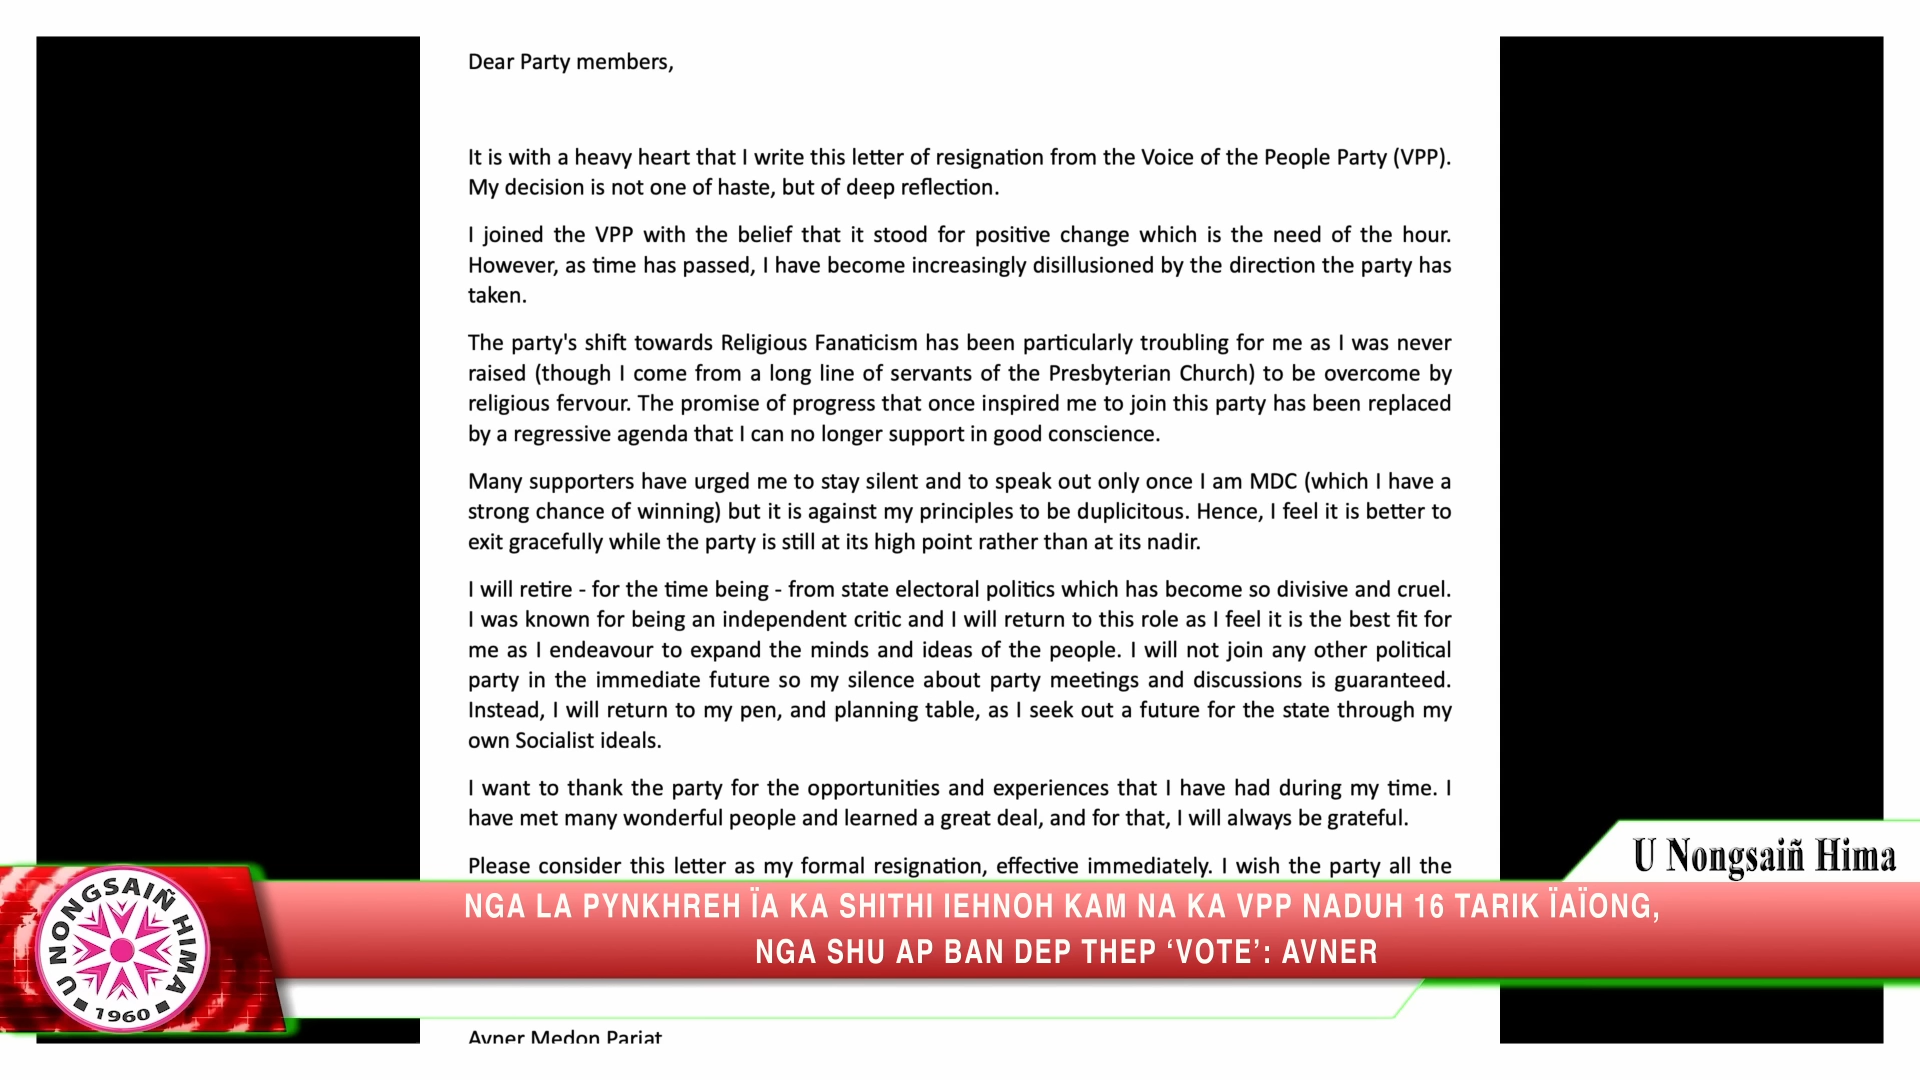 Dear Party members,
It is with a heavy heart that I write this letter of resignation from the Voice of the People Party (VPP).
My decision is not one of haste, but of deep reflection.
I joined the VPP with the belief that it stood for positive change which is the need of the hour.
However, as time has passed, I have become increasingly disillusioned by the direction the party has
taken.
The party's shift towards Religious Fanaticism has been particularly troubling for me as I was never
raised (though I come from a long line of servants of the Presbyterian Church) to be overcome by
religious fervour. The promise of progress that once inspired me to join this party has been replaced
by a regressive agenda that I can no longer support in good conscience.
Many supporters have urged me to stay silent and to speak out only once I am MDC (which I have a
strong chance of winning) but it is against my principles to be duplicitous. Hence, I feel it is better to
exit gracefully while the party is still at its high point rather than at its nadir.
I will retire - for the time being - from state electoral politics which has become so divisive and cruel.
I was known for being an independent critic and I will return to this role as I feel it is the best fit for
me as I endeavour to expand the minds and ideas of the people. I will not join any other political
party in the immediate future so my silence about party meetings and discussions is guaranteed.
Instead, I will return to my pen, and planning table, as I seek out a future for the state through my
own Socialist ideals.
I want to thank the party for the opportunities and experiences that I have had during my time. I
have met many wonderful people and learned a great deal, and for that, I will always be grateful.
Please consider this letter as my formal resignation, effective immediately. I wish the party all the
U Nongsaiñ Hima
NGA LA PYNKHREH ÏA KA SHITHI IEHNOH KAM NA KA VPP NADUH 16 TARIK ÏAÏONG,
NGA SHU AP BAN DEP THEP ‘VOTE’: AVNER
U NONGSAIÑ HIMA
1960
Avner Medon Pariat